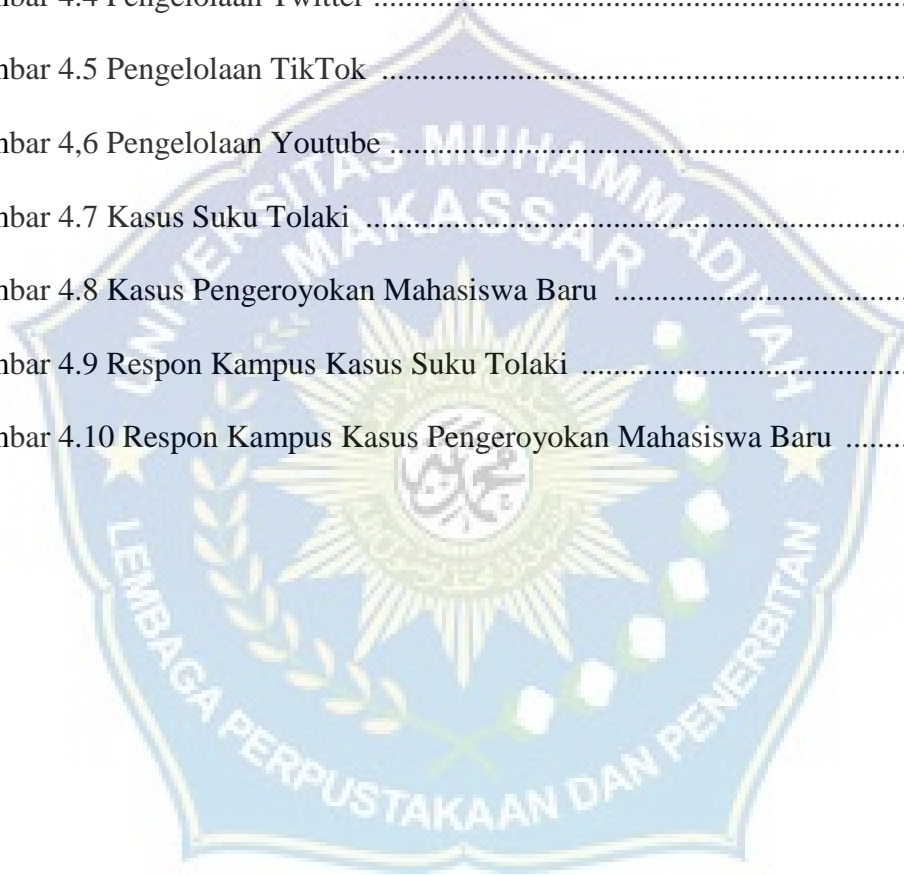 mbar 4.4 Pengelolaan Twitter ..............................................................
mbar 4.5 Pengelolaan TikTok ..............................................................
mbar 4,6 Pengelolaan Youtube ..............................................................
mbar 4.7 Kasus Suku Tolaki ..............................................................
mbar 4.8 Kasus Pengeroyokan Mahasiswa Baru ....................................
mbar 4.9 Respon Kampus Kasus Suku Tolaki .......................................
mbar 4.10 Respon Kampus Kasus Pengeroyokan Mahasiswa Baru ........
UNIVERSITAS MUHAMMADIYAH
MAKASSAR
محمد
LEMBAGA PERPUSTAKAAN DAN PENERBITAN